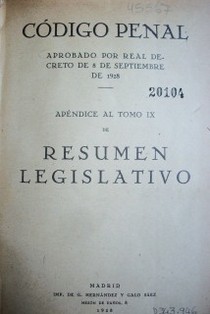 45567
CÓDIGO PENAL
APROBADO POR REAL DE-
CRETO DE 8 DE SEPTIEMBRE
DE 1928
20104
APÉNDICE AL TOMO IX
DE
RESUMEN
LEGISLATIVO
MADRID
IMP. DE G. HERNÁNDEZ Y GALO SÁEZ
1928